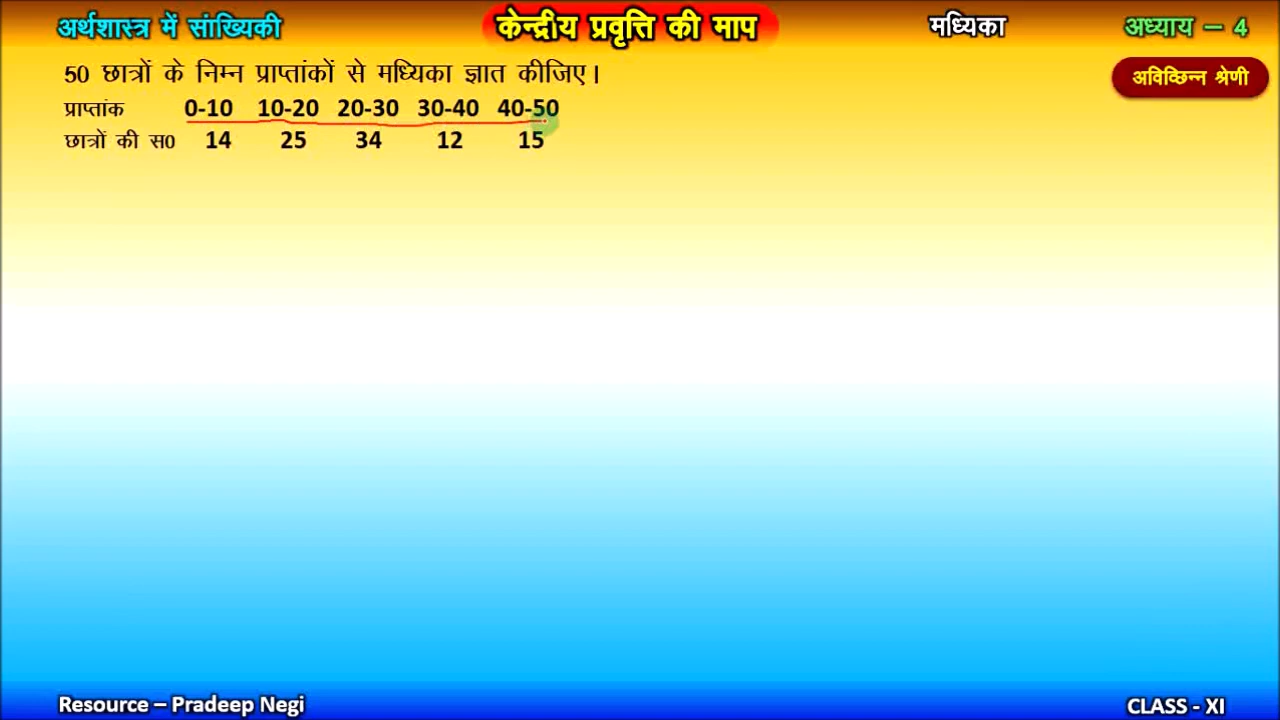 अर्थशास्त्र में सांख्यिकी केन्द्रीय प्रवृत्ति की माप मध्यिका अध्याय – 4
50 छात्रों के निम्न प्राप्तांकों से मध्यिका ज्ञात कीजिए। अविच्छिन्न श्रेणी
प्राप्तांक 0-10 10-20 20-30 30-40 40-50
छात्रों की स0 14 25 34 12 15
Resource – Pradeep Negi CLASS - XI